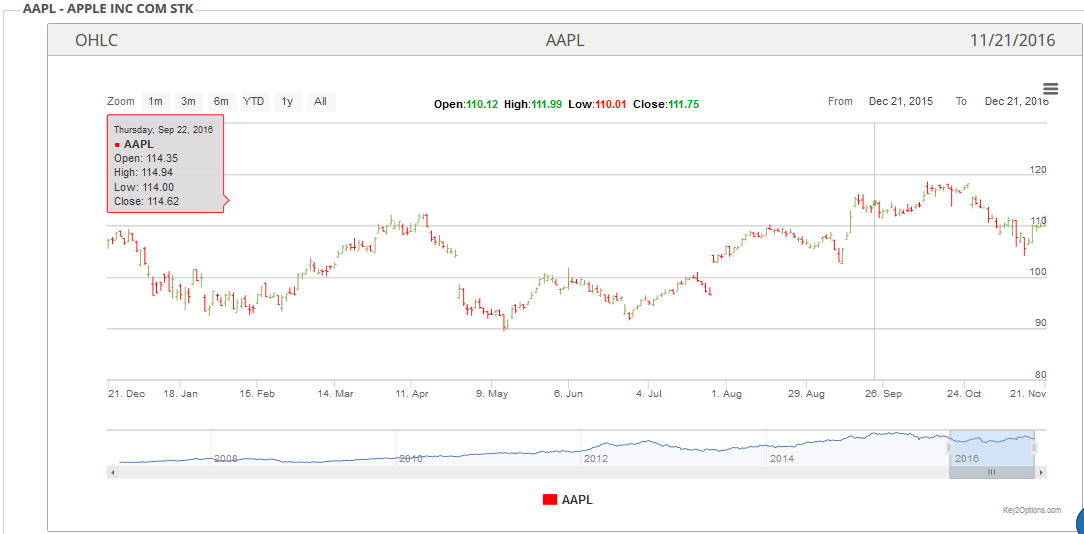 AAPL - APPLE INC COM STK
OHLC AAPL 11/21/2016
Zoom 1m 3m 6m YTD 1y All Open:110.12 High:111.99 Low:110.01 Close:111.75 From Dec 21, 2015 To Dec 21, 2016
Thursday, Sep 22, 2016
● AAPL
Open: 114.35
High: 114.94
Low: 114.00
Close: 114.62
120
110
100
90
80
21. Dec 18. Jan 15. Feb 14. Mar 11. Apr 9. May 6. Jun 4. Jul 1. Aug 29. Aug 26. Sep 24. Oct 21. Nov
2008 2010 2012 2014 2016
AAPL
Key2Options.com